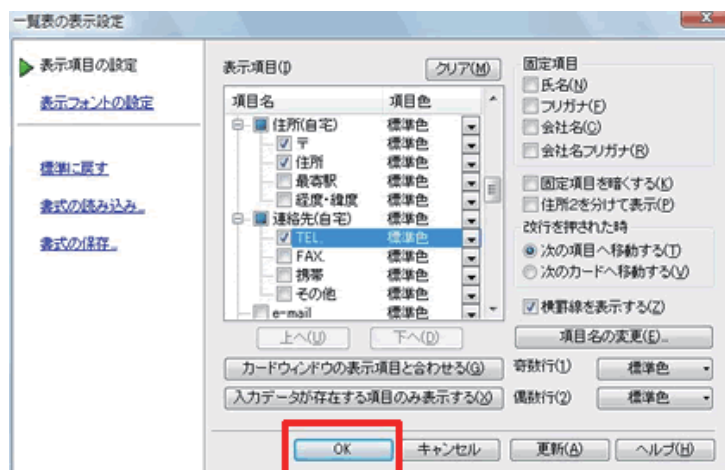 一覧表の表示設定
表示項目の設定
表示フォントの設定
標準に戻す
書式の読み込み...
書式の保存...
表示項目(I)
クリア(M)
項目名 項目色
住所(自宅) 標準色
〒 標準色
住所 標準色
最寄駅 標準色
経度・緯度 標準色
連絡先(自宅) 標準色
TEL. 標準色
FAX. 標準色
携帯 標準色
その他 標準色
e-mail 標準色
上へ(U) 下へ(D)
カードウィンドウの表示項目と合わせる(G)
入力データが存在する項目のみ表示する(X)
固定項目
氏名(N)
フリガナ(F)
会社名(C)
会社名フリガナ(R)
固定項目を暗くする(K)
住所2を分けて表示(P)
改行を押された時
次の項目へ移動する(T)
次のカードへ移動する(V)
横罫線を表示する(Z)
項目名の変更(E)...
奇数行(1) 標準色
偶数行(2) 標準色
OK キャンセル 更新(A) ヘルプ(H)